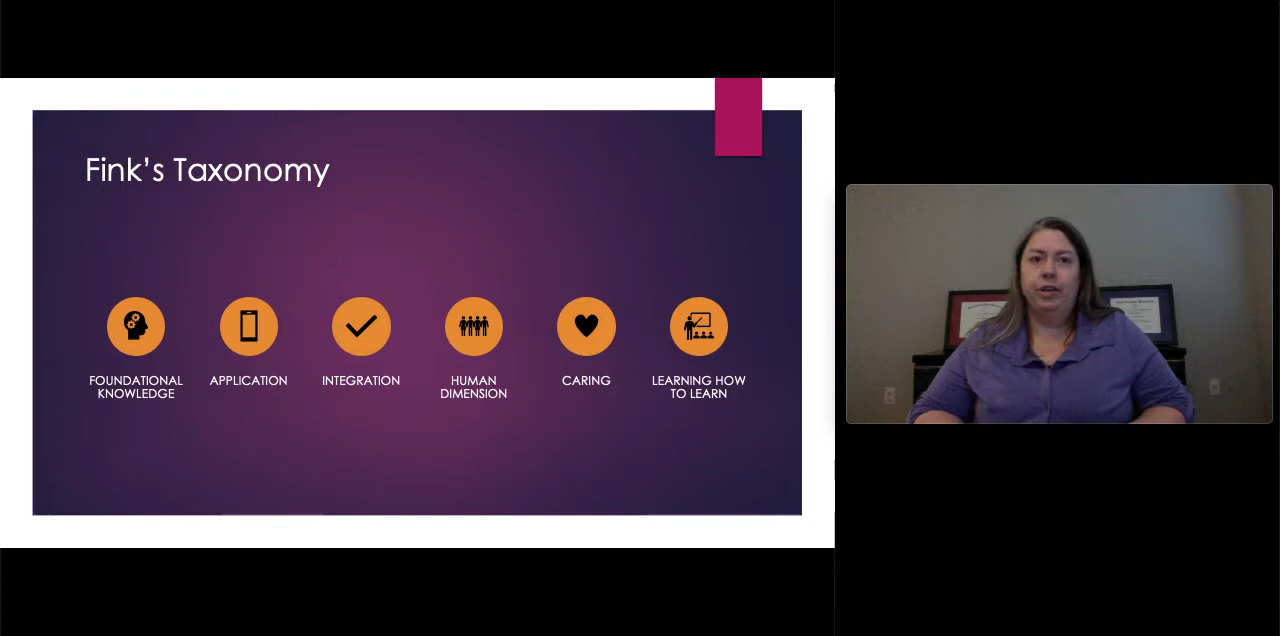 Fink's Taxonomy
FOUNDATIONAL
KNOWLEDGE
APPLICATION
INTEGRATION
HUMAN
DIMENSION
CARING
LEARNING HOW
TO LEARN